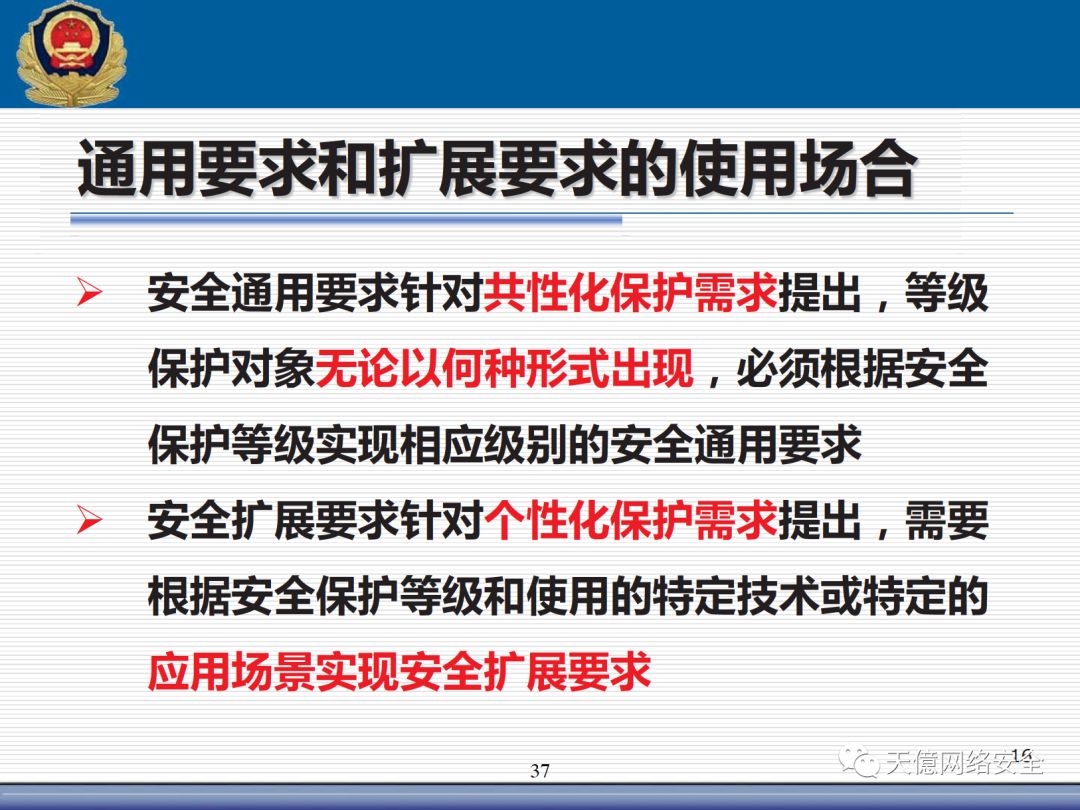 通用要求和扩展要求的使用场合
➢ 安全通用要求针对共性化保护需求提出，等级
保护对象无论以何种形式出现，必须根据安全
保护等级实现相应级别的安全通用要求
➢ 安全扩展要求针对个性化保护需求提出，需要
根据安全保护等级和使用的特定技术或特定的
应用场景实现安全扩展要求
37
天億网络安全